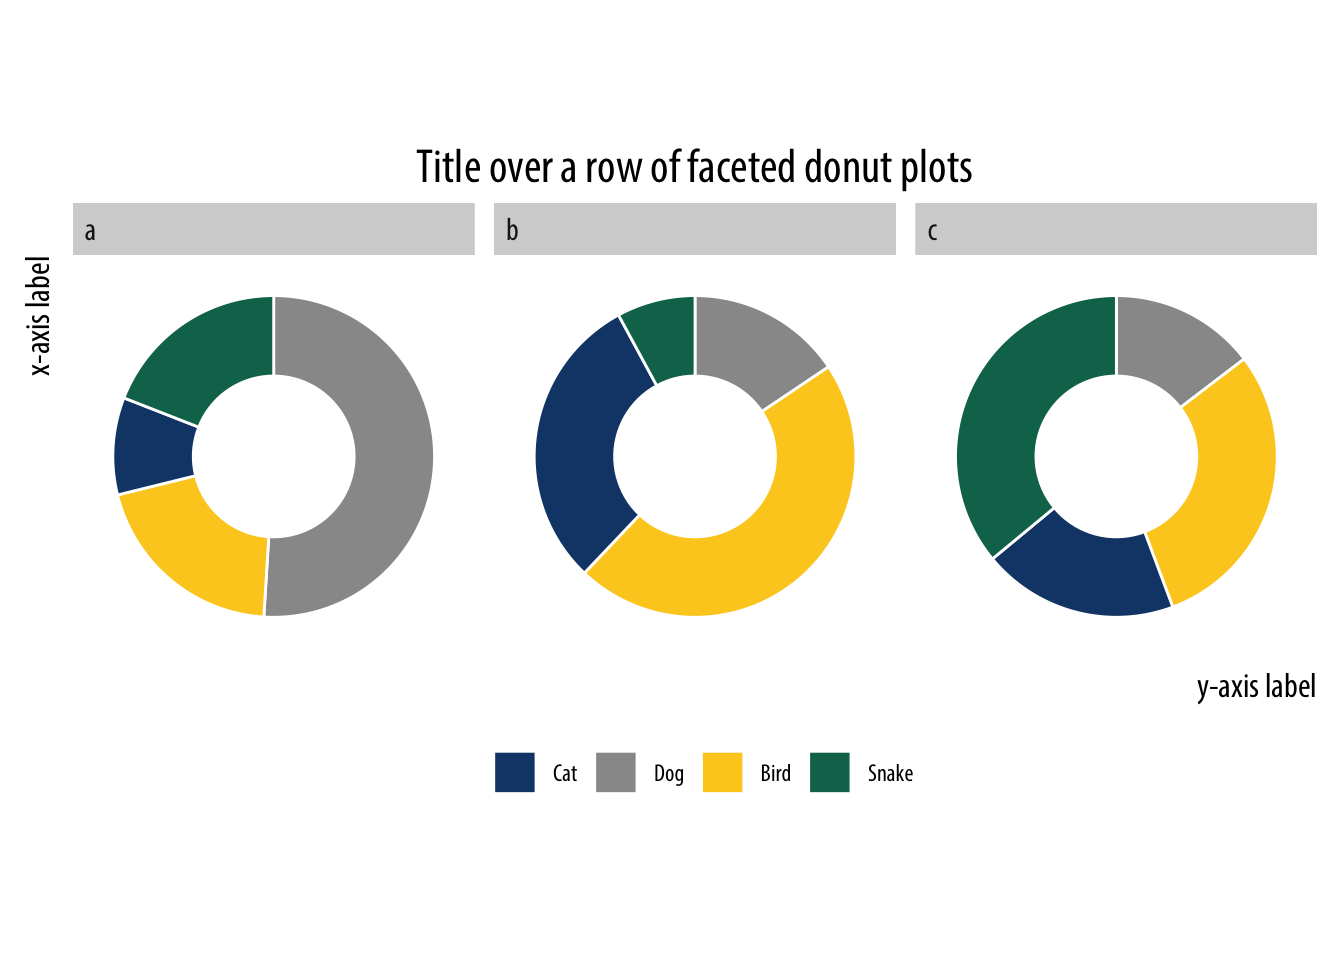 Title over a row of faceted donut plots
a
b
c
x-axis label
y-axis label
Cat
Dog
Bird
Snake